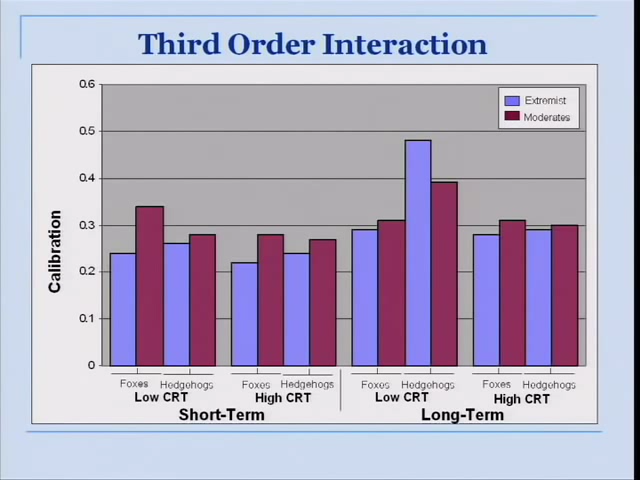 Third Order Interaction
0.6
0.5
0.4
0.3
0.2
0.1
0
Calibration
Extremist
Moderates
Foxes Hedgehogs Foxes Hedgehogs Foxes Hedgehogs Foxes Hedgehogs
Low CRT High CRT Low CRT High CRT
Short-Term Long-Term